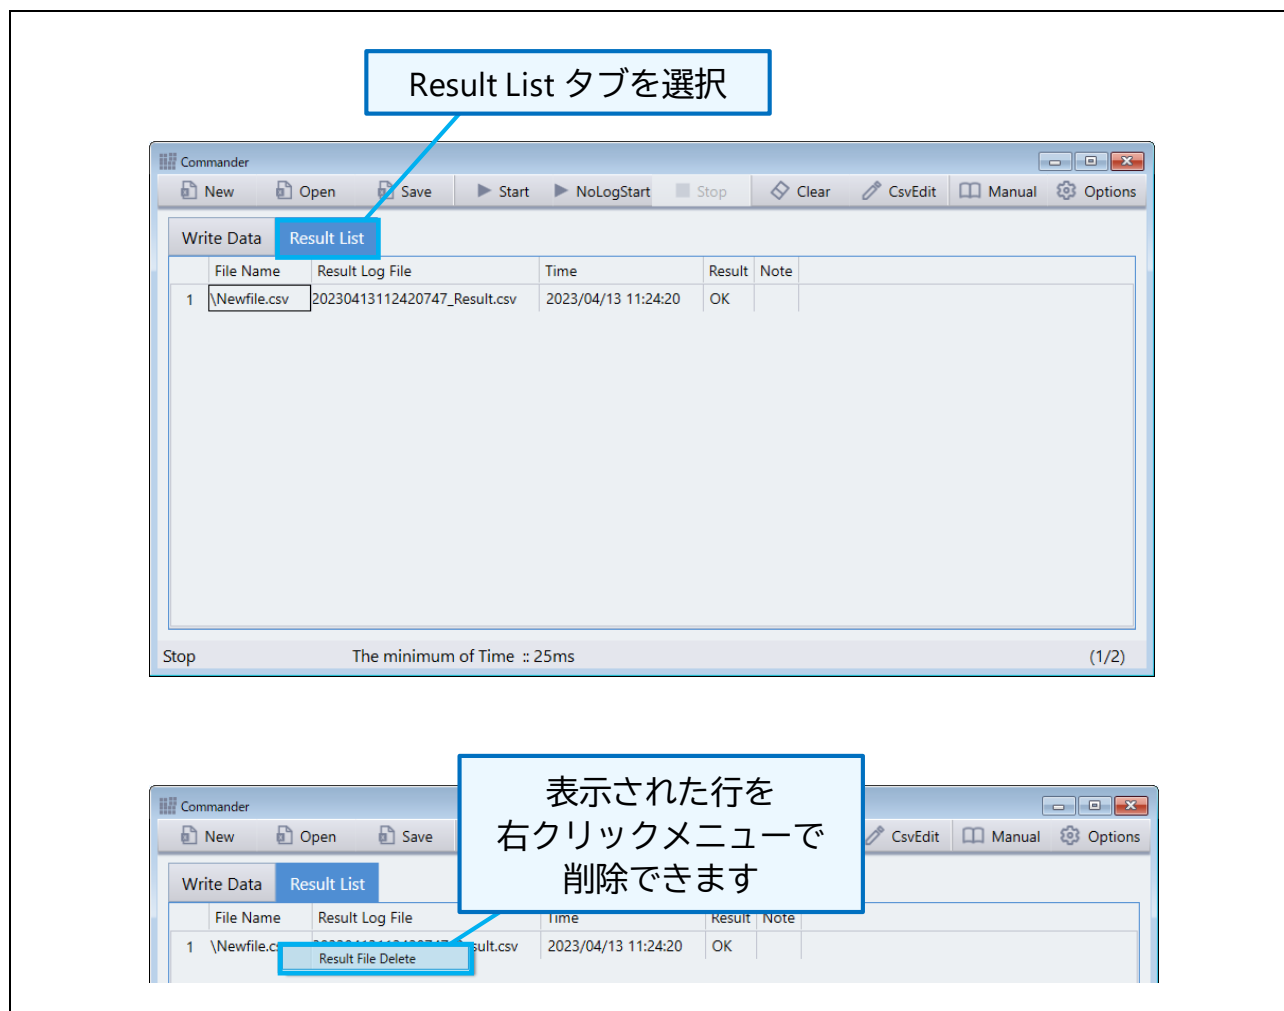 Result List タブを選択
Commander
New Open Save Start NoLogStart Stop Clear CsvEdit Manual Options
Write Data Result List
File Name Result Log File Time Result Note
1 \Newfile.csv 20230413112420747_Result.csv 2023/04/13 11:24:20 OK
Stop The minimum of Time :: 25ms (1/2)
表示された行を
右クリックメニューで
削除できます
Commander
New Open Save CsvEdit Manual Options
Write Data Result List
File Name Result Log File Time Result Note
1 \Newfile.cs sult.csv 2023/04/13 11:24:20 OK
Result File Delete